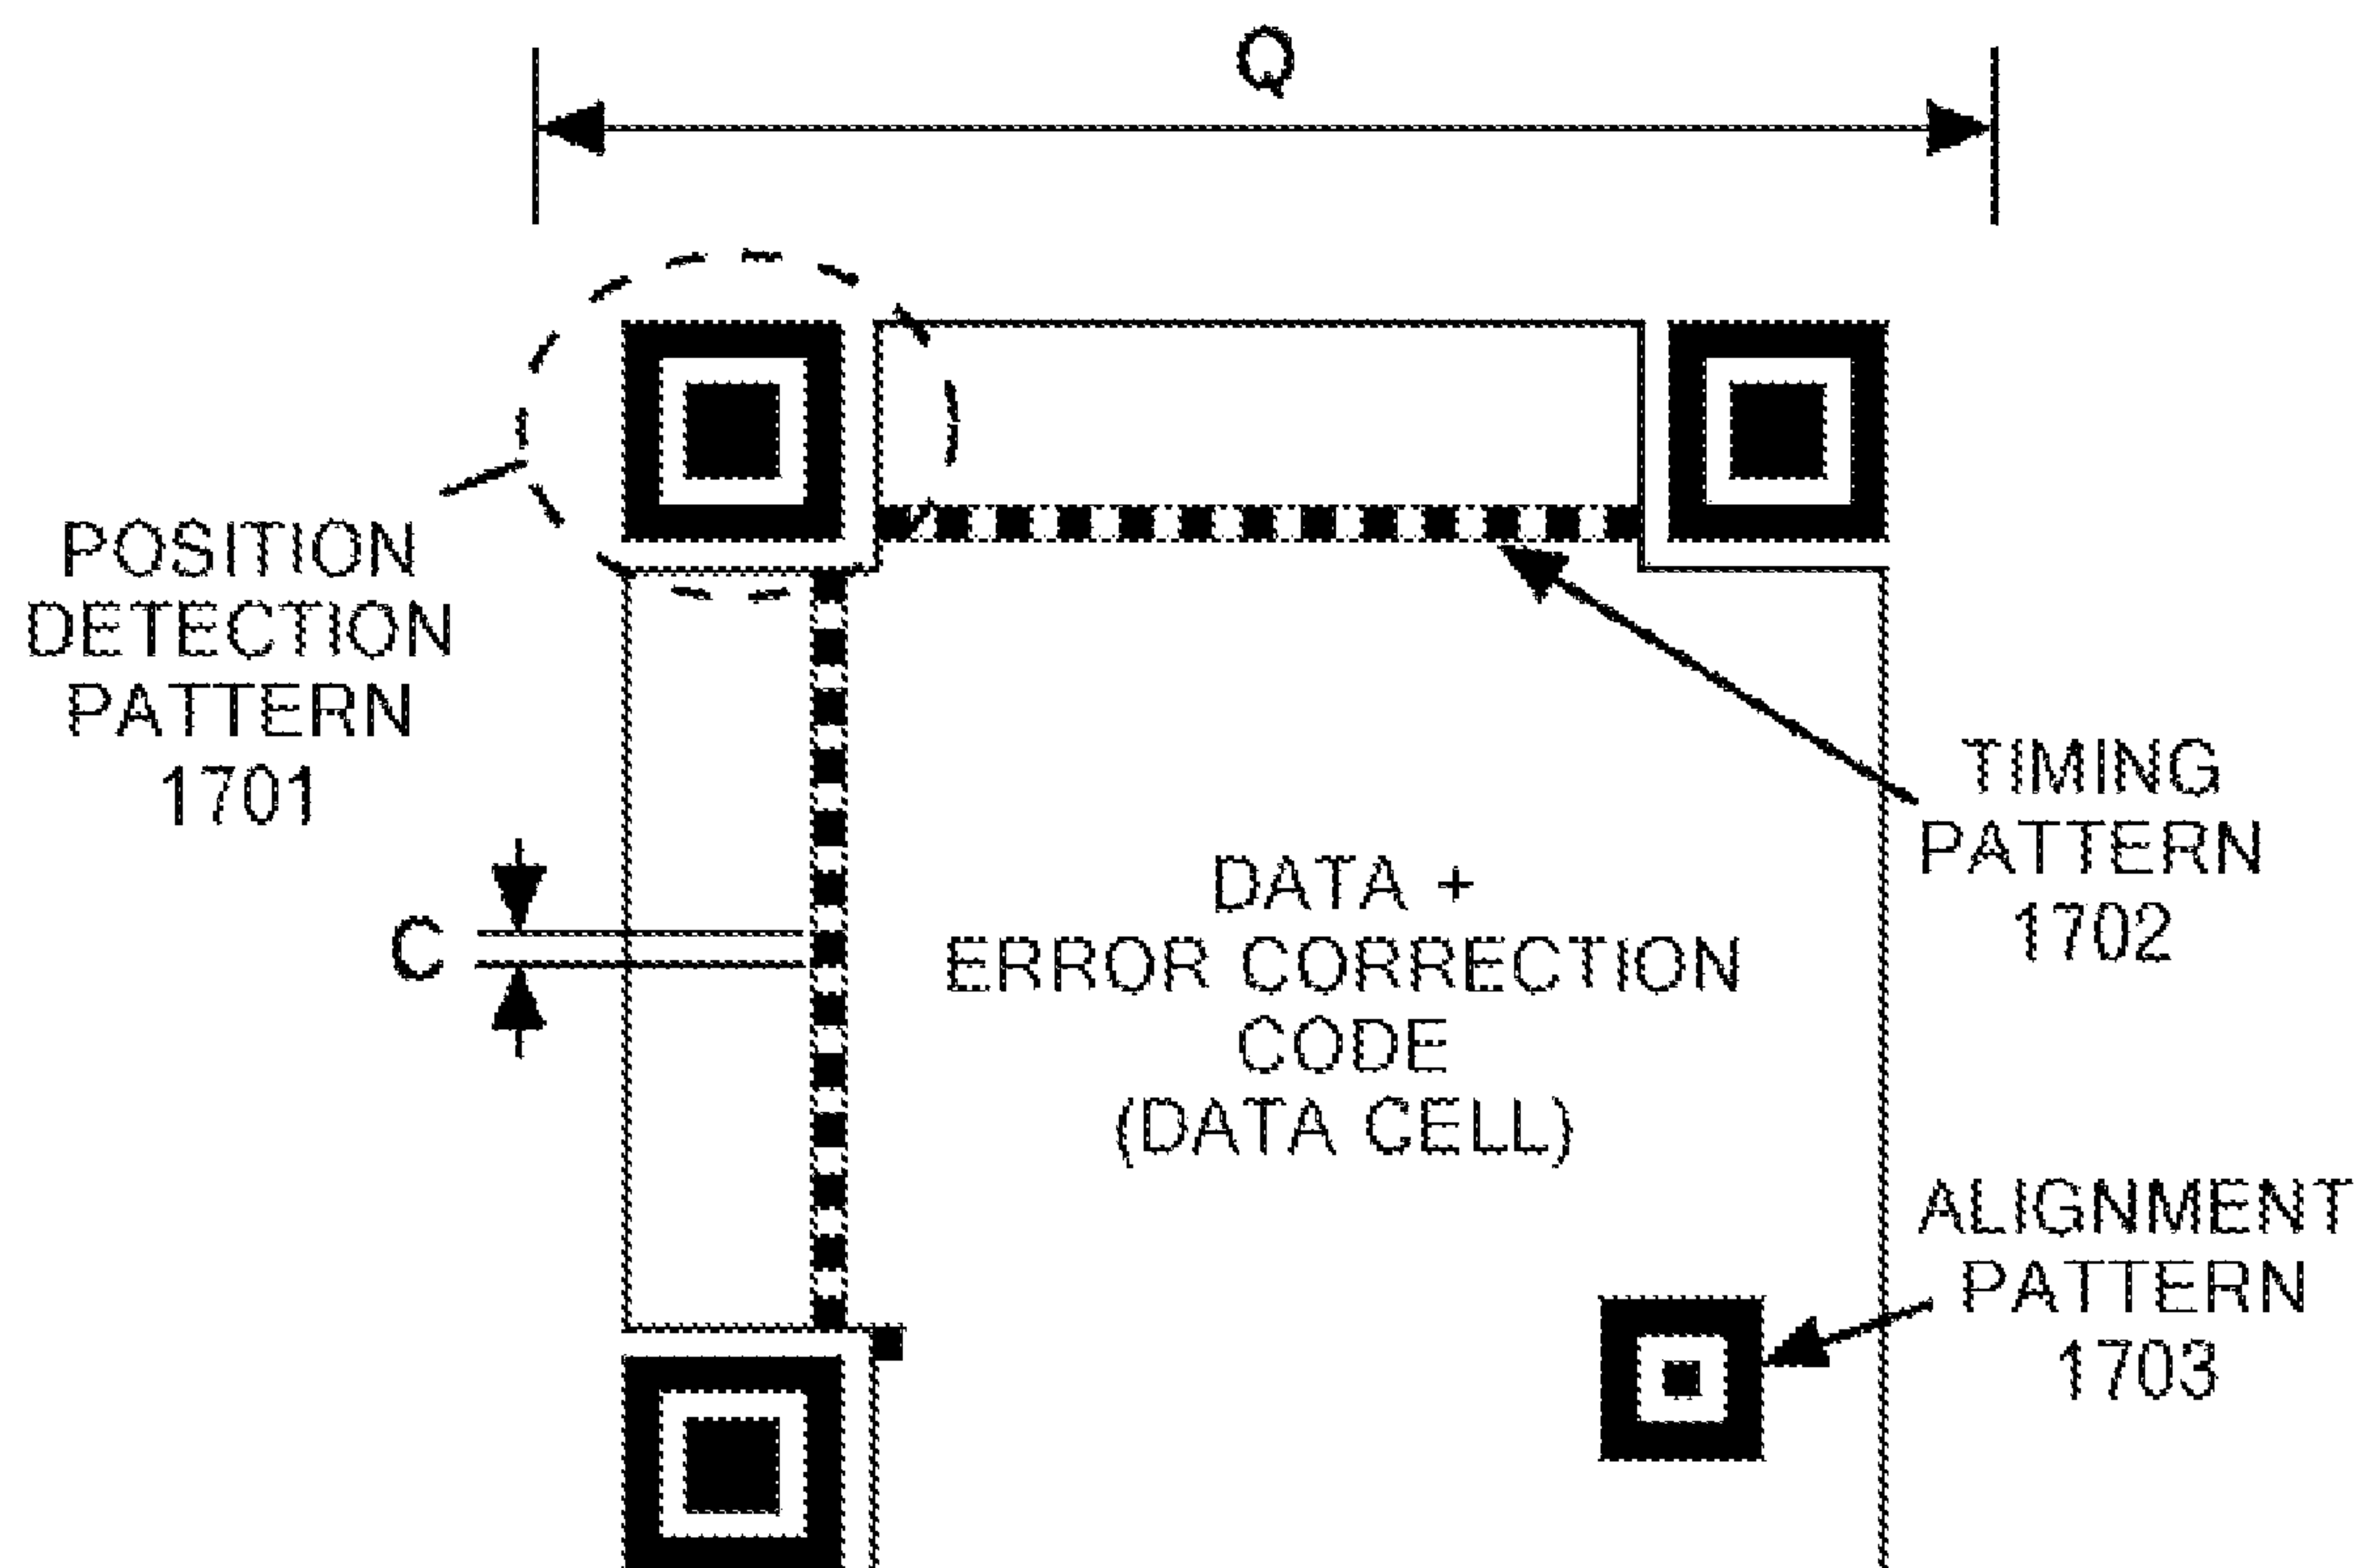 Q
POSITION
DETECTION
PATTERN
1701
TIMING
PATTERN
1702
C
DATA +
ERROR CORRECTION
CODE
(DATA CELL)
ALIGNMENT
PATTERN
1703